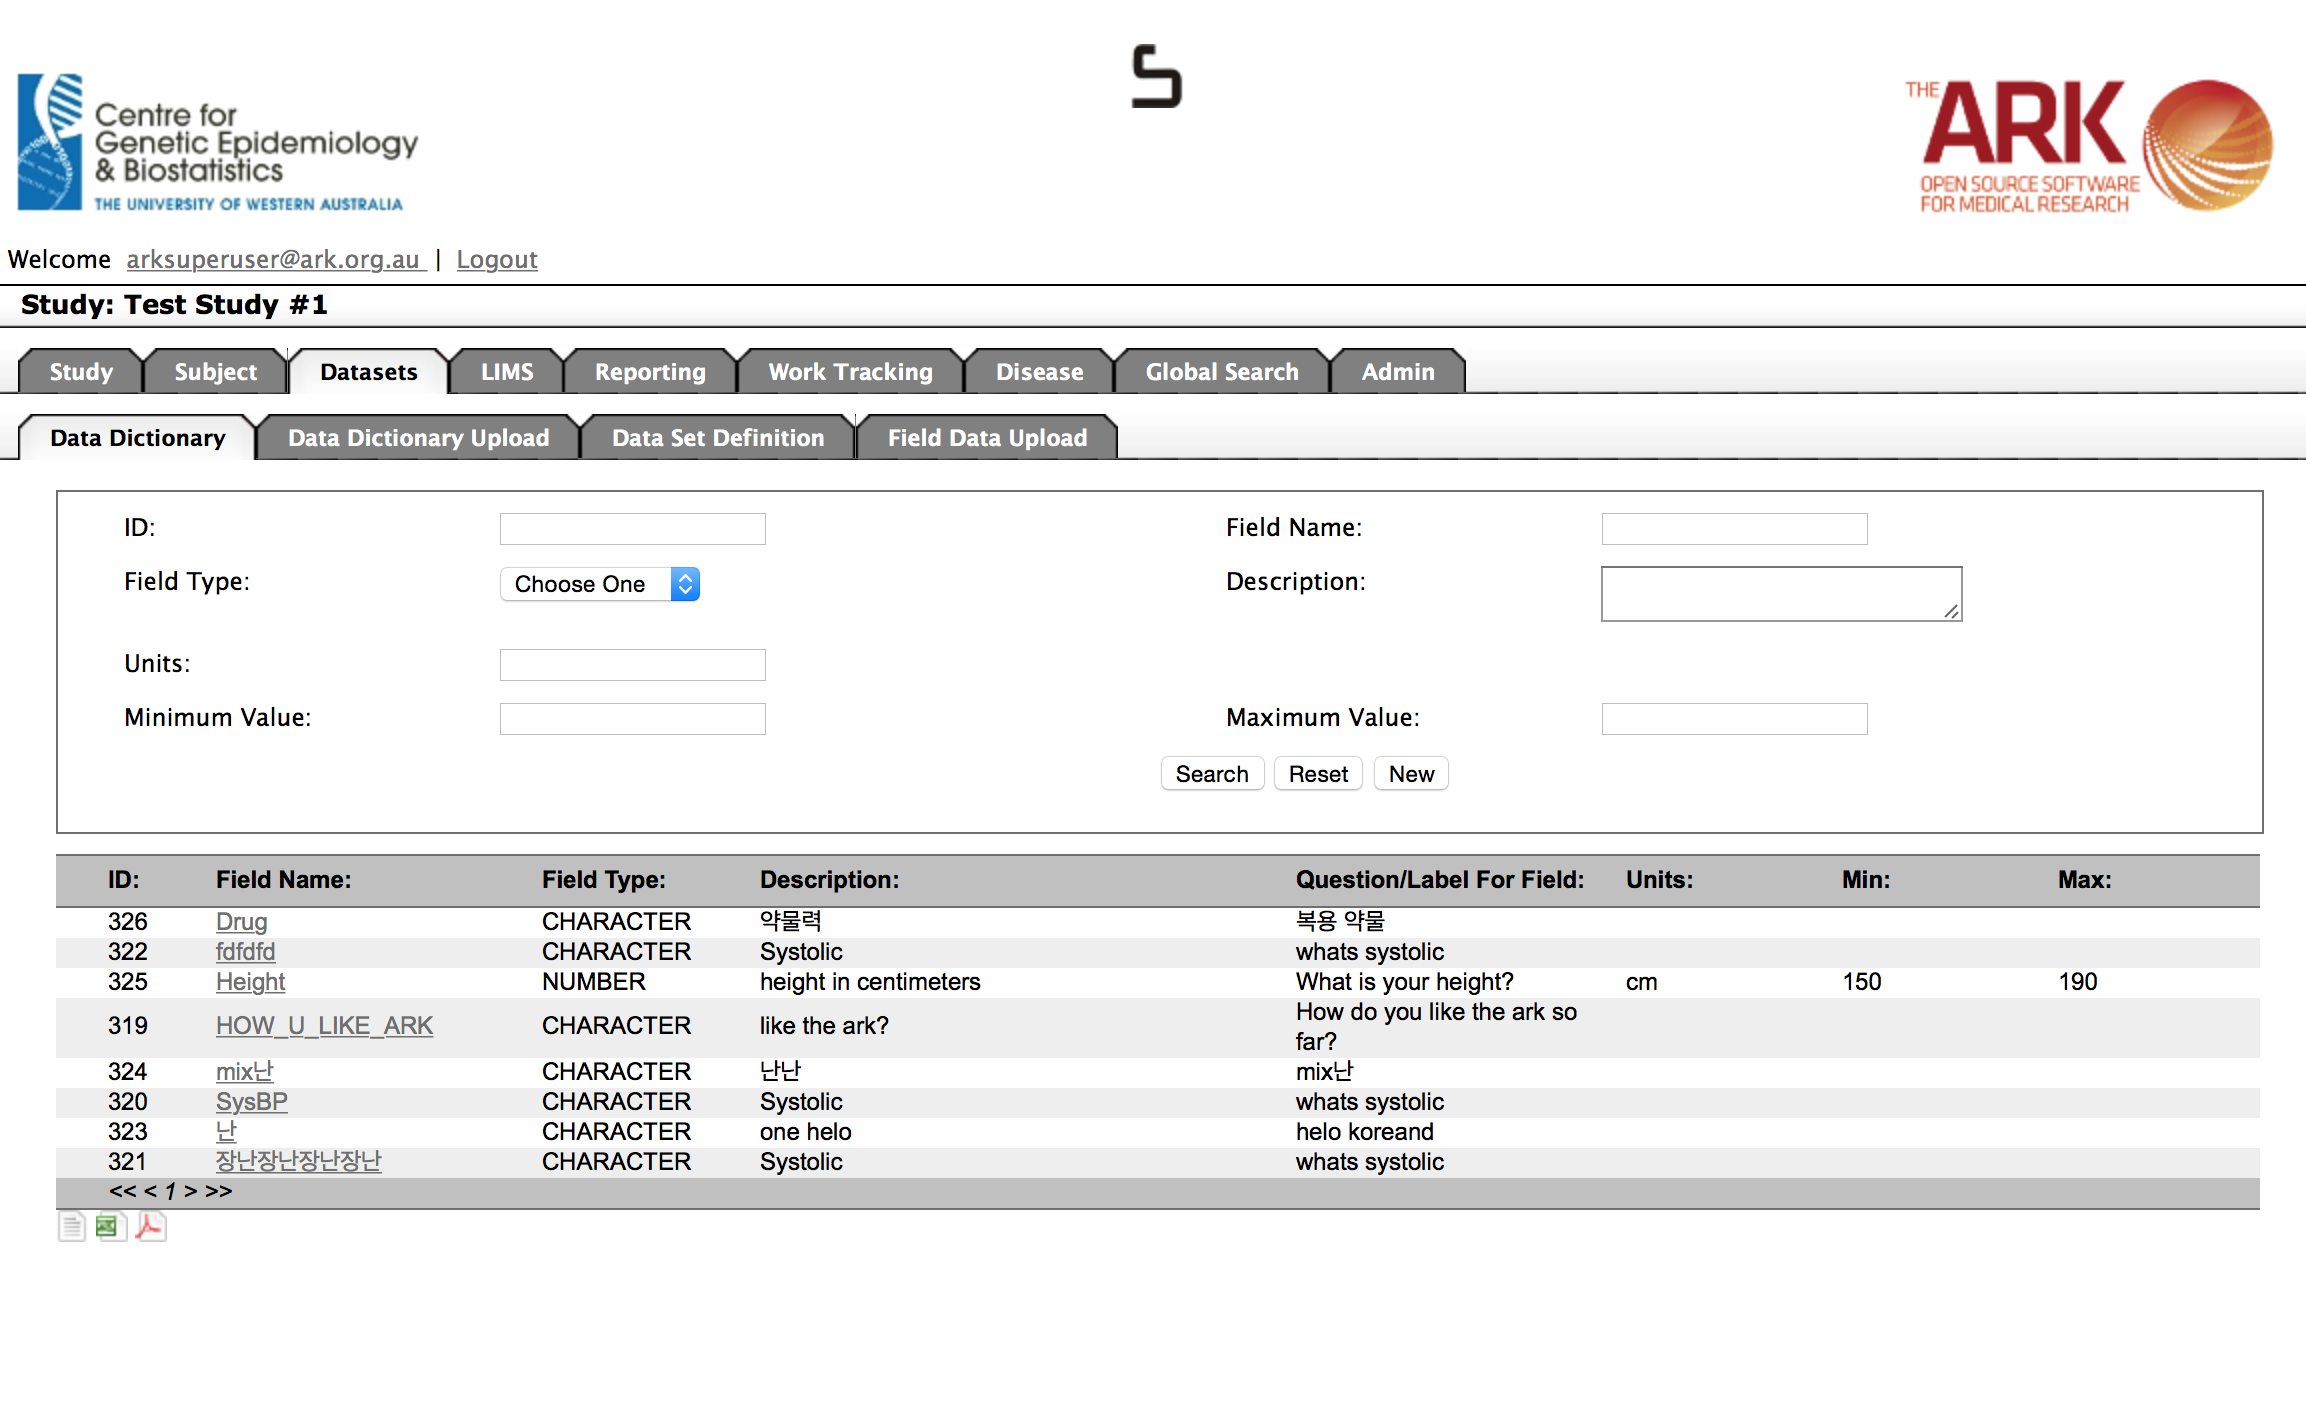 Centre for
Genetic Epidemiology
& Biostatistics
THE UNIVERSITY OF WESTERN AUSTRALIA
S
THE ARK
OPEN SOURCE SOFTWARE
FOR MEDICAL RESEARCH
Welcome arksuperuser@ark.org.au | Logout
Study: Test Study #1
Study Subject Datasets LIMS Reporting Work Tracking Disease Global Search Admin
Data Dictionary Data Dictionary Upload Data Set Definition Field Data Upload
ID: Field Name:
Field Type: Choose One Description:
Units:
Minimum Value: Maximum Value:
Search Reset New
ID: Field Name: Field Type: Description: Question/Label For Field: Units: Min: Max:
326 Drug CHARACTER 약물력 복용 약물
322 fdfdfd CHARACTER Systolic whats systolic
325 Height NUMBER height in centimeters What is your height? cm 150 190
319 HOW_U_LIKE_ARK CHARACTER like the ark? How do you like the ark so
far?
324 mix난 CHARACTER 난난 mix난
320 SysBP CHARACTER Systolic whats systolic
323 난 CHARACTER one helo helo koreand
321 장난장난장난장난 CHARACTER Systolic whats systolic
<< < 1 > >>